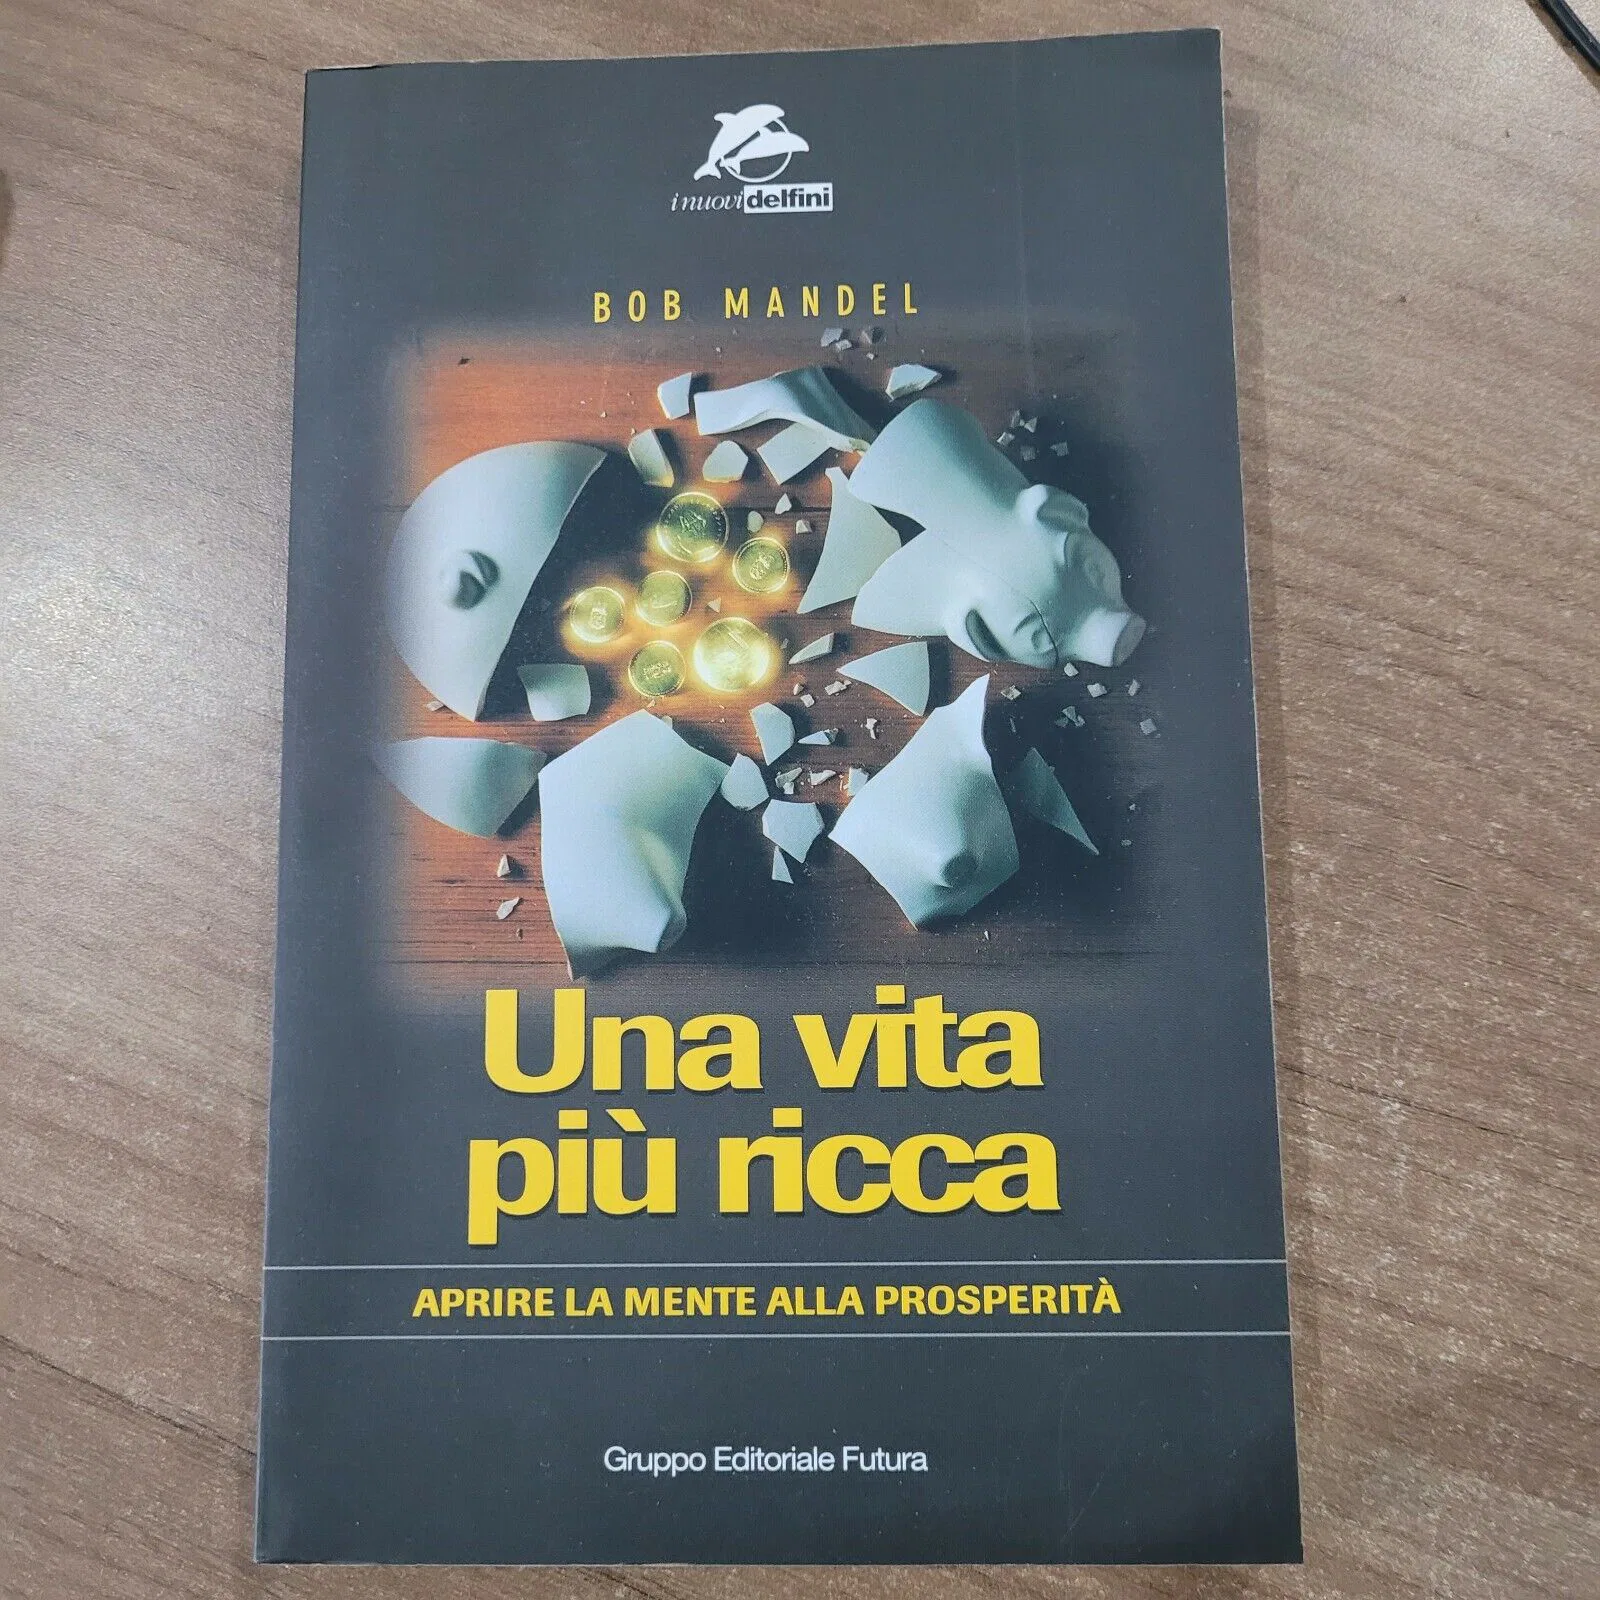 i nuovi delfini
BOB MANDEL
Una vita
più ricca
APRIRE LA MENTE ALLA PROSPERITÀ
Gruppo Editoriale Futura